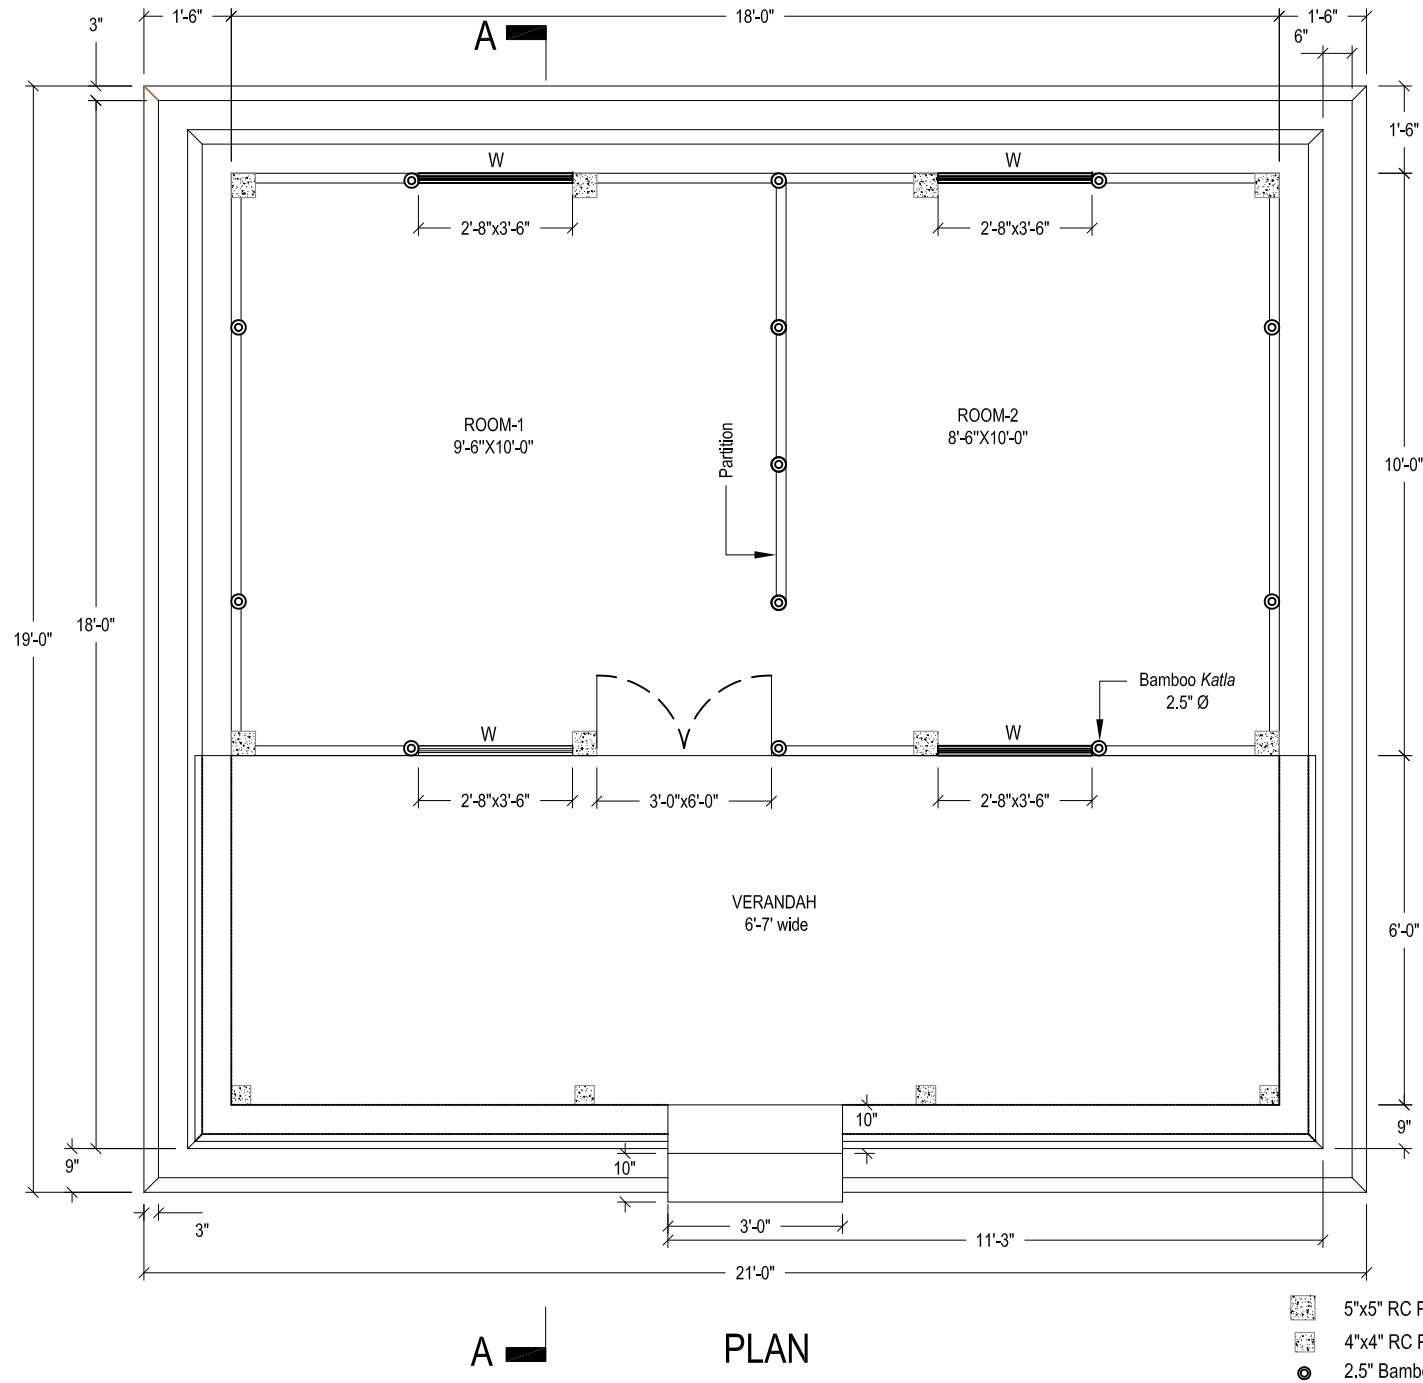 1'-6"
18'-0"
1'-6"
3"
6"
A
1'-6"
W
W
2'-8"x3'-6"
2'-8"x3'-6"
ROOM-1
9'-6"X10'-0"
ROOM-2
8'-6"X10'-0"
Partition
10'-0"
19'-0"
18'-0"
Bamboo Katla
2.5" Ø
W
W
2'-8"x3'-6"
3'-0"x6'-0"
2'-8"x3'-6"
VERANDAH
6'-7' wide
6'-0"
10"
9"
9"
10"
3"
3'-0"
11'-3"
21'-0"
5"x5" RC
4"x4" RC
A
PLAN
2.5"